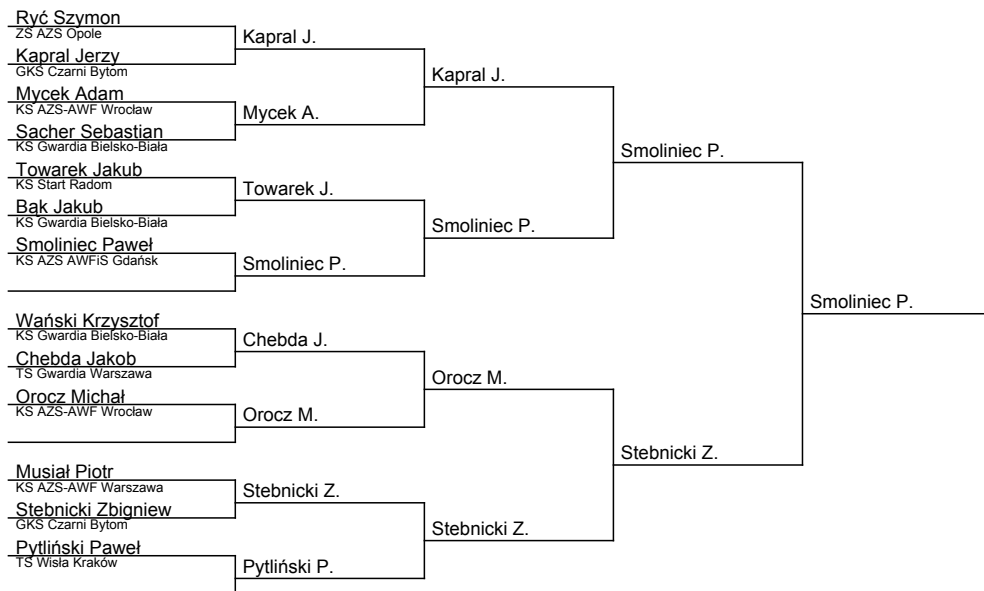 Ryć Szymon
ZS AZS Opole
Kapral J.
Kapral Jerzy
GKS Czarni Bytom
Kapral J.
Mycek Adam
KS AZS-AWF Wrocław
Mycek A.
Sacher Sebastian
KS Gwardia Bielsko-Biała
Smoliniec P.
Towarek Jakub
KS Start Radom
Towarek J.
Bąk Jakub
KS Gwardia Bielsko-Biała
Smoliniec P.
Smoliniec Paweł
KS AZS AWFiS Gdańsk
Smoliniec P.
Smoliniec P.
Wański Krzysztof
KS Gwardia Bielsko-Biała
Chebda J.
Chebda Jakob
TS Gwardia Warszawa
Orocz M.
Orocz Michał
KS AZS-AWF Wrocław
Orocz M.
Stebnicki Z.
Musiał Piotr
KS AZS-AWF Warszawa
Stebnicki Z.
Stebnicki Zbigniew
GKS Czarni Bytom
Stebnicki Z.
Pytliński Paweł
TS Wisła Kraków
Pytliński P.